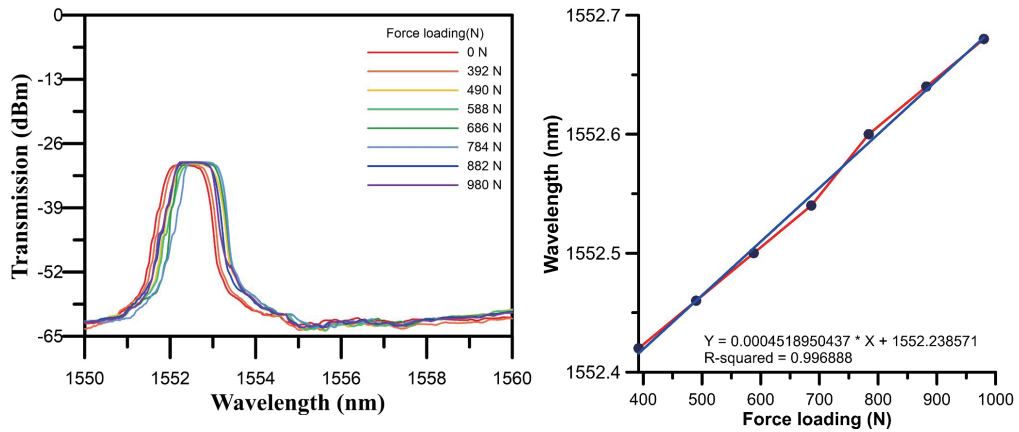 0
-13
-26
-39
-52
-65
Transmission (dBm)
1550
1552
1554
1556
1558
1560
Wavelength (nm)
Force loading(N)
0 N
392 N
490 N
588 N
686 N
784 N
882 N
980 N
1552.7
1552.6
1552.5
1552.4
Wavelength (nm)
Y = 0.0004518950437 * X + 1552.238571
R-squared = 0.996888
400
500
600
700
800
900
1000
Force loading (N)